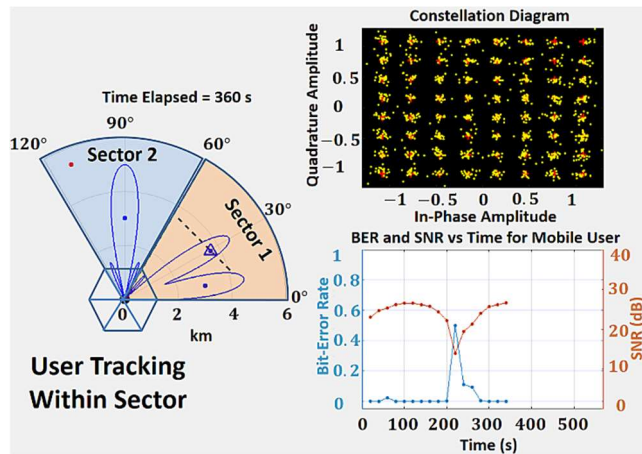 Time Elapsed = 360 s
120°
90°
60°
30°
0°
Sector 2
Sector 1
0
2
4
6
km
User Tracking
Within Sector
Constellation Diagram
Quadrature Amplitude
1
0.5
0
−0.5
−1
−1
−0.5
0
0.5
1
In-Phase Amplitude
BER and SNR vs Time for Mobile User
Bit-Error Rate
1
0.8
0.6
0.4
0.2
0
40
30
20
10
0
SNR (dB)
0
100
200
300
400
500
Time (s)